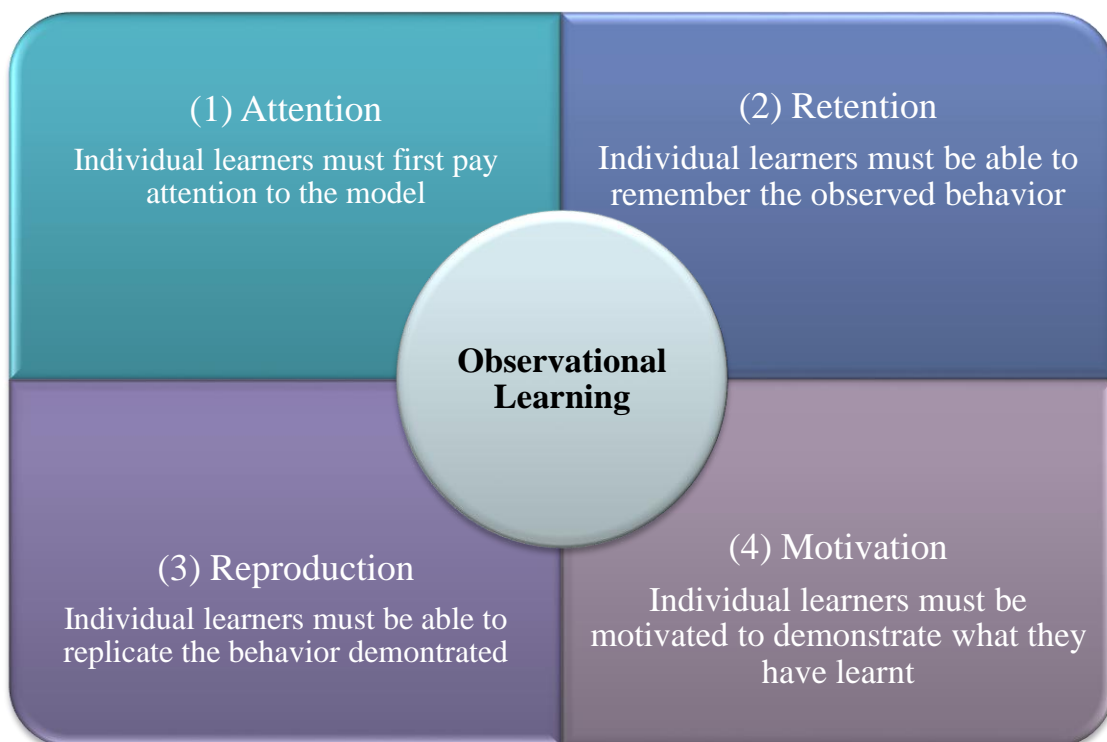 (1) Attention
Individual learners must first pay
attention to the model
(2) Retention
Individual learners must be able to
remember the observed behavior
Observational
Learning
(3) Reproduction
Individual learners must be able to
replicate the behavior demontrated
(4) Motivation
Individual learners must be
motivated to demonstrate what they
have learnt